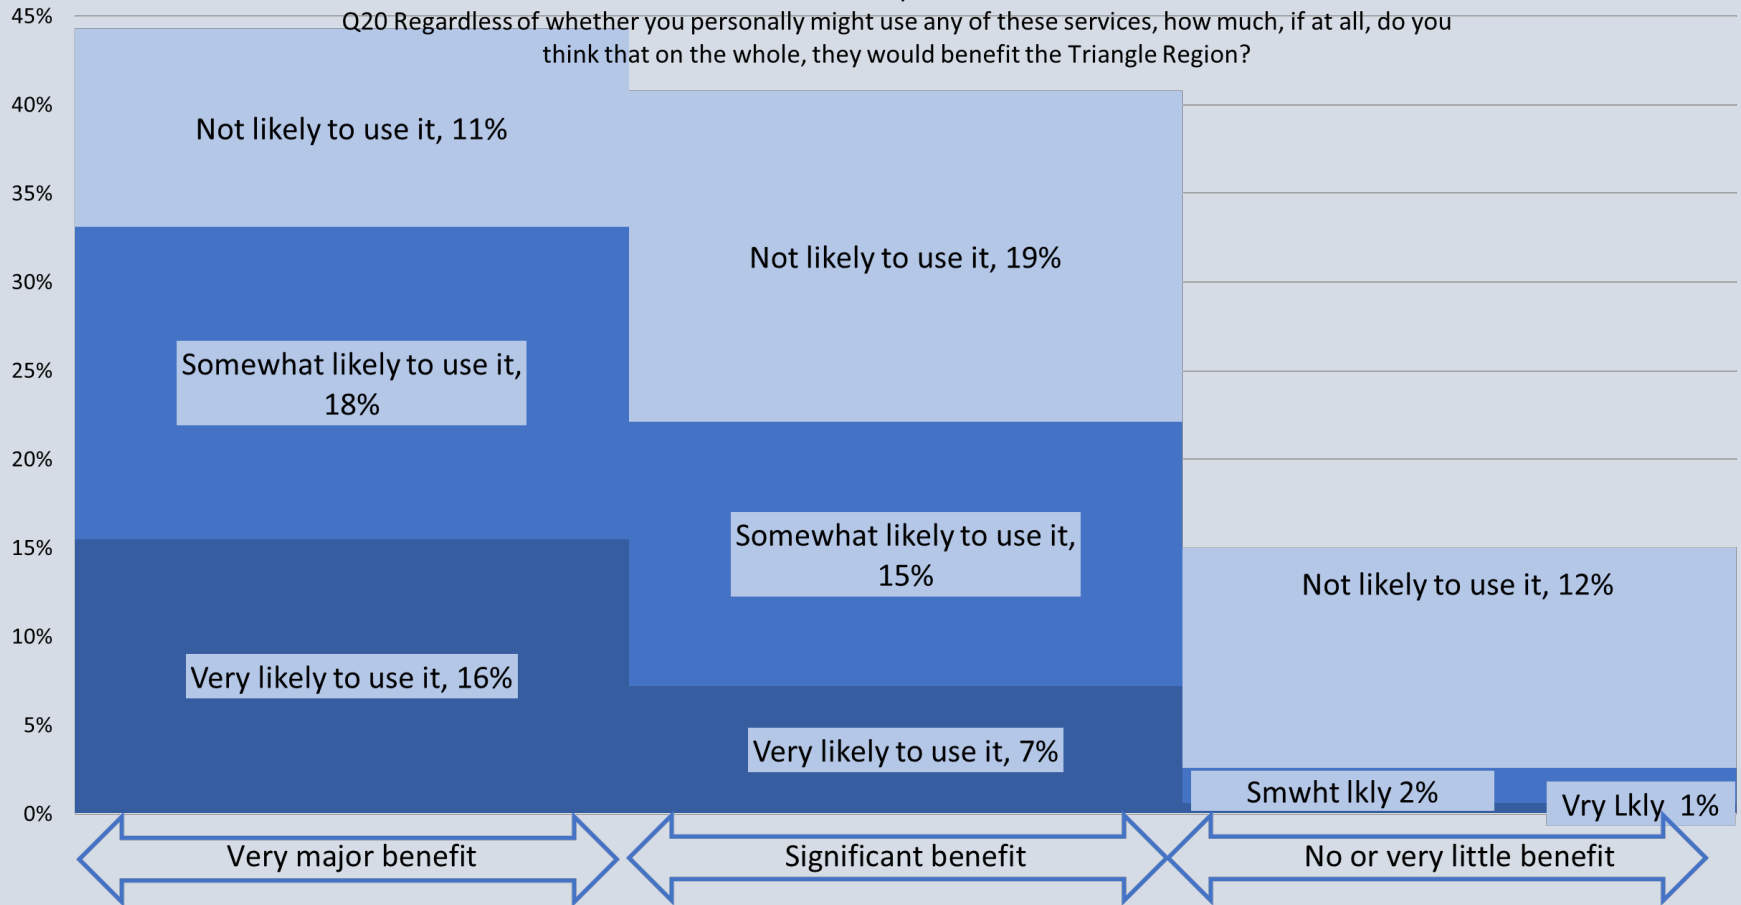 Q20 Regardless of whether you personally might use any of these services, how much, if at all, do you
think that on the whole, they would benefit the Triangle Region?
45%
40%
35%
30%
25%
20%
15%
10%
5%
0%
Not likely to use it, 11%
Somewhat likely to use it,
18%
Very likely to use it, 16%
Not likely to use it, 19%
Somewhat likely to use it,
15%
Very likely to use it, 7%
Not likely to use it, 12%
Smwht lkly 2%
Vry Lkly 1%
Very major benefit
Significant benefit
No or very little benefit